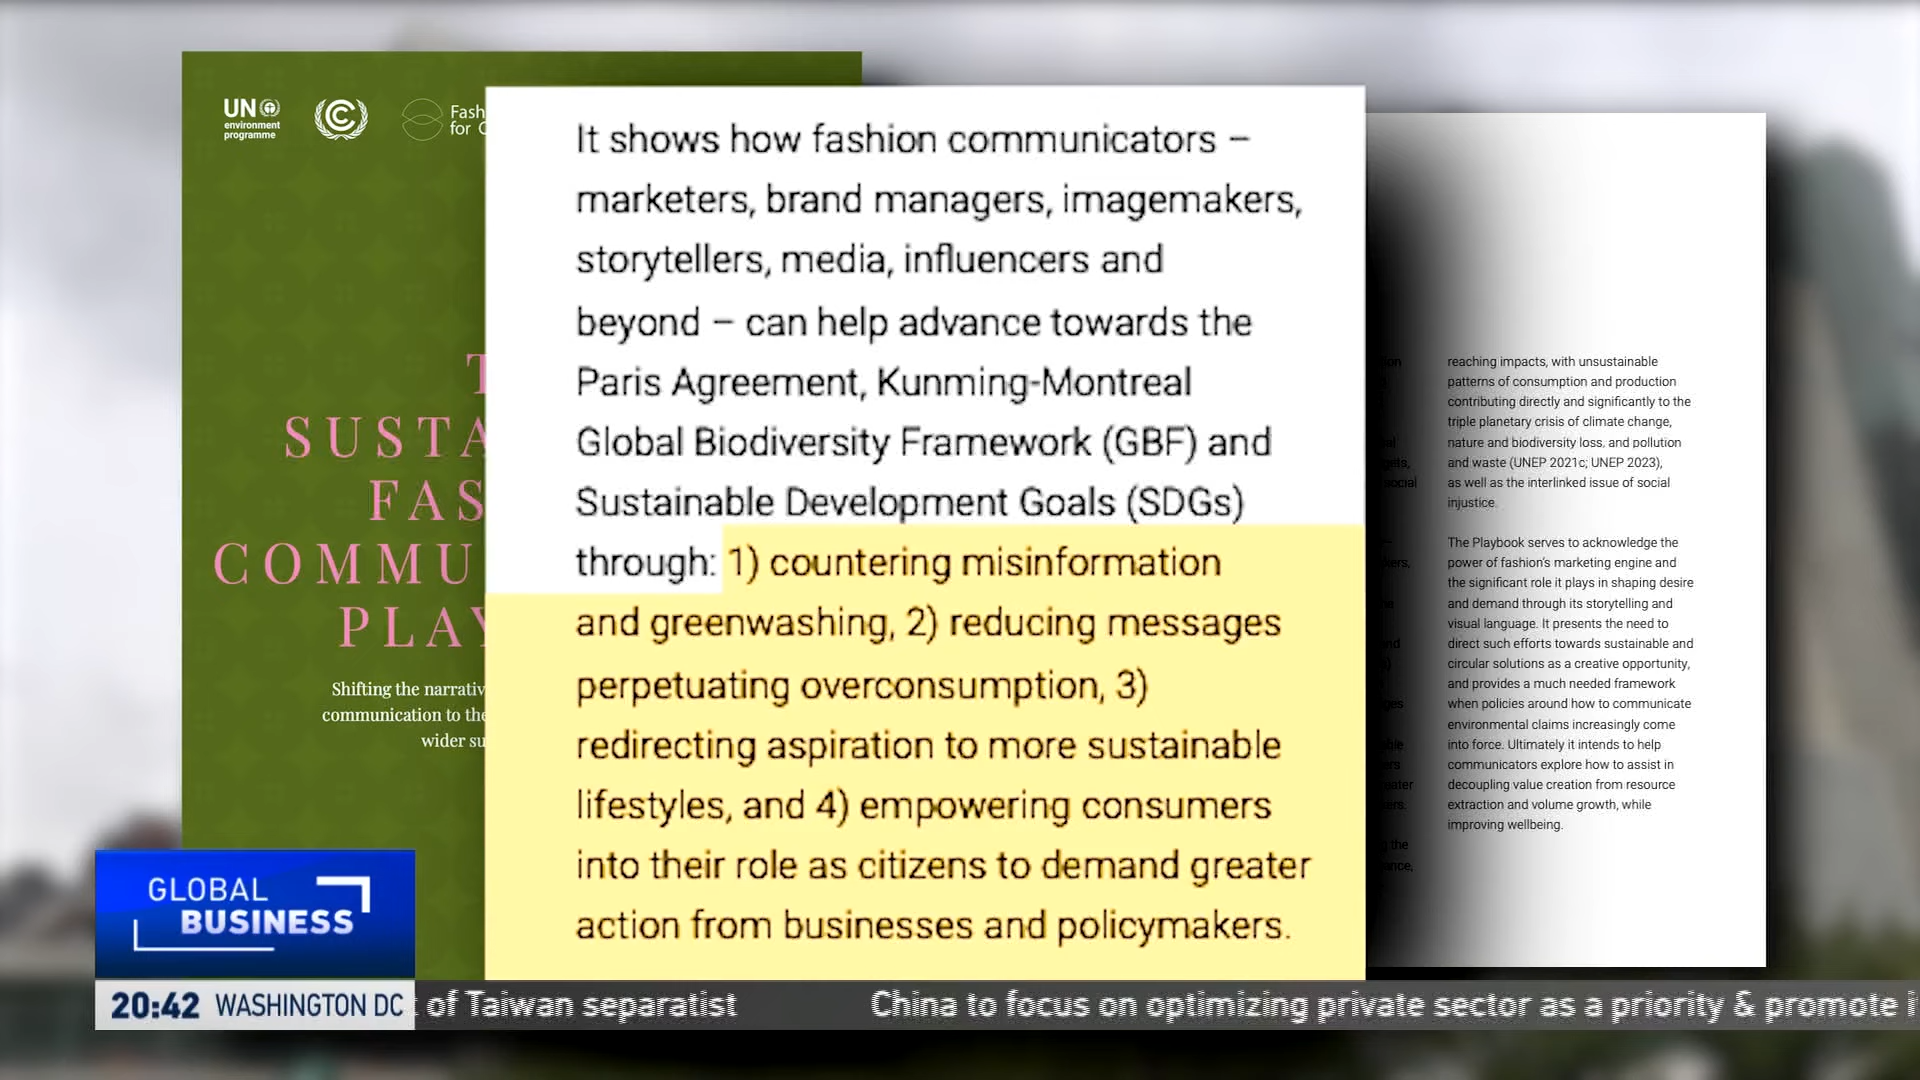 UN
environment
programme
Fash
for C
T
SUSTA
FAS
COMMU
PLAY
Shifting the narrativ
communication to the
wider su
It shows how fashion communicators –
marketers, brand managers, imagemakers,
storytellers, media, influencers and
beyond – can help advance towards the
Paris Agreement, Kunming-Montreal
Global Biodiversity Framework (GBF) and
Sustainable Development Goals (SDGs)
through: 1) countering misinformation
and greenwashing, 2) reducing messages
perpetuating overconsumption, 3)
redirecting aspiration to more sustainable
lifestyles, and 4) empowering consumers
into their role as citizens to demand greater
action from businesses and policymakers.
reaching impacts, with unsustainable
patterns of consumption and production
contributing directly and significantly to the
triple planetary crisis of climate change,
nature and biodiversity loss, and pollution
and waste (UNEP 2021c; UNEP 2023),
as well as the interlinked issue of social
injustice.
The Playbook serves to acknowledge the
power of fashion's marketing engine and
the significant role it plays in shaping desire
and demand through its storytelling and
visual language. It presents the need to
direct such efforts towards sustainable and
circular solutions as a creative opportunity,
and provides a much needed framework
when policies around how to communicate
environmental claims increasingly come
into force. Ultimately it intends to help
communicators explore how to assist in
decoupling value creation from resource
extraction and volume growth, while
improving wellbeing.
GLOBAL
BUSINESS
20:42 WASHINGTON DC
of Taiwan separatist China to focus on optimizing private sector as a priority & promote